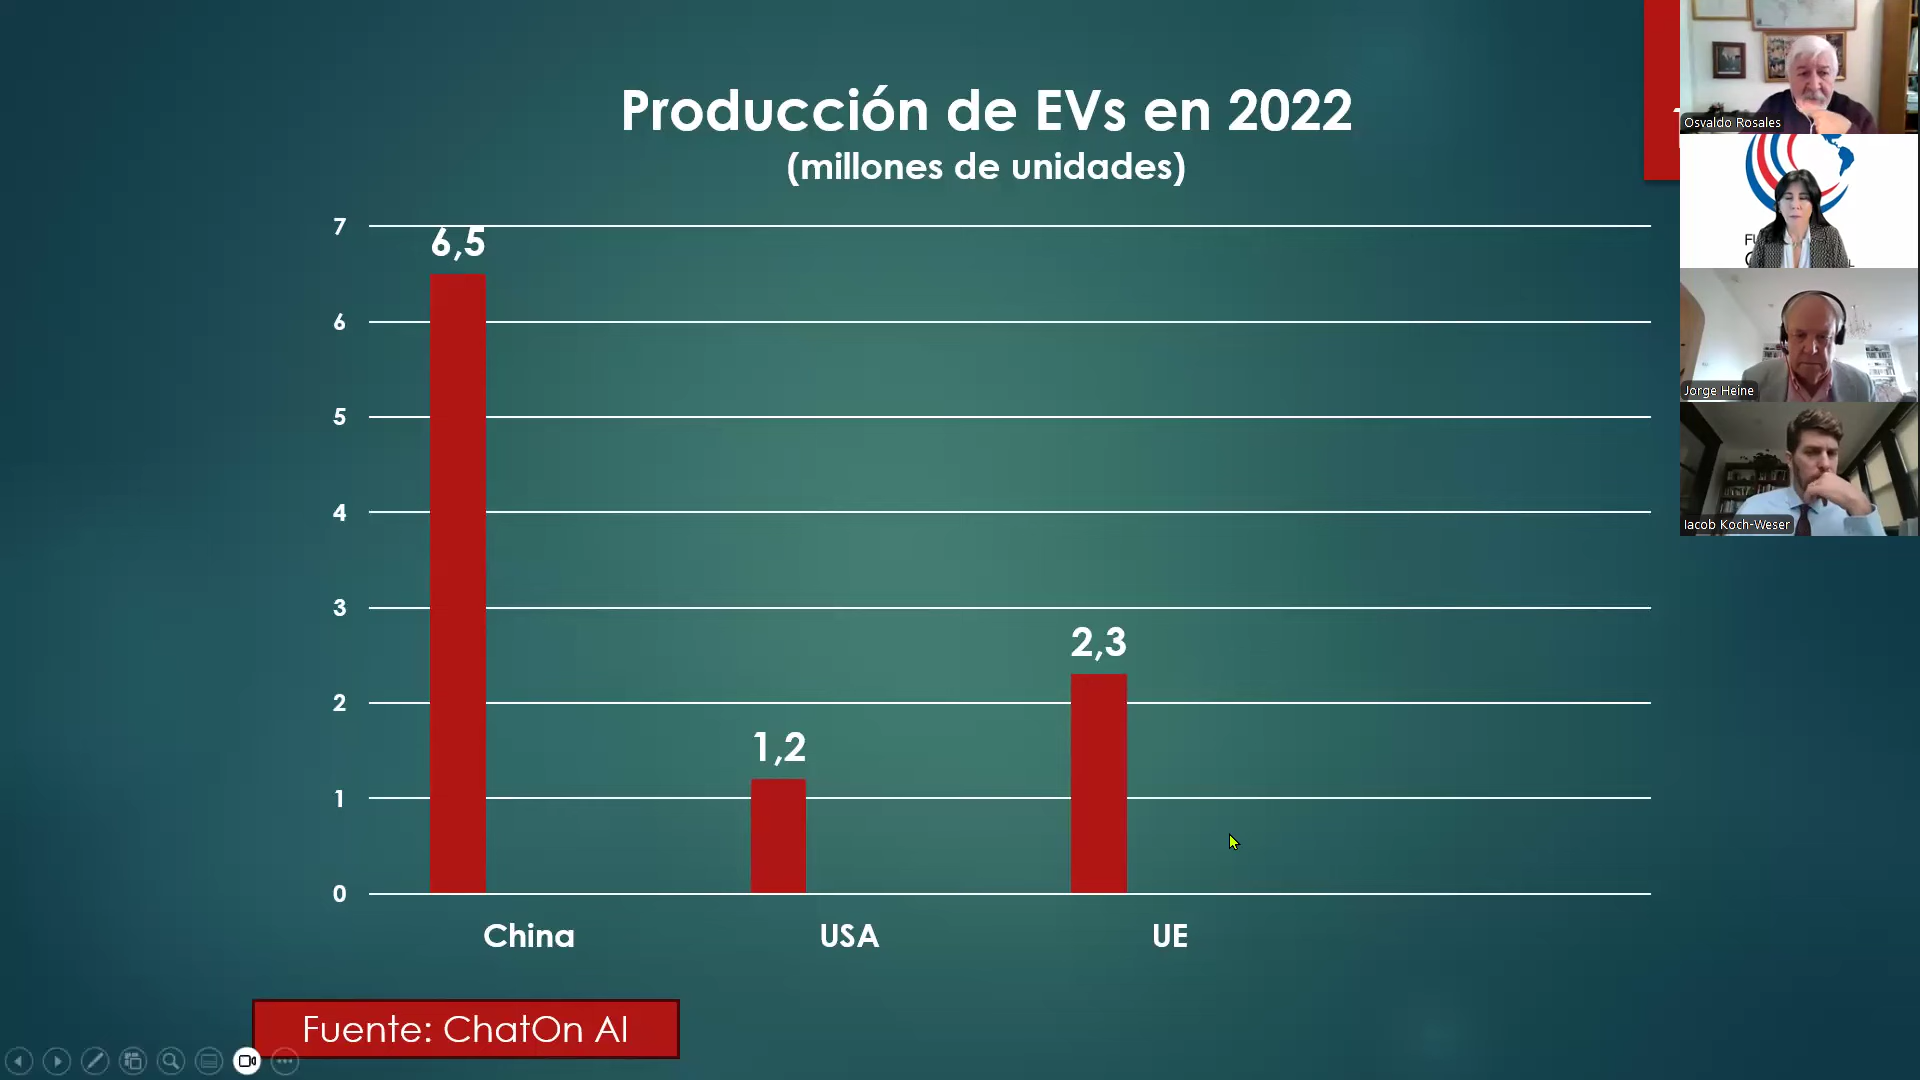 Producción de EVs en 2022
(millones de unidades)
7
6,5
6
5
4
3
2,3
2
1,2
1
0
China
USA
UE
Fuente: ChatOn AI
Osvaldo Rosales
Jorge Heine
Iacob Koch-Weser